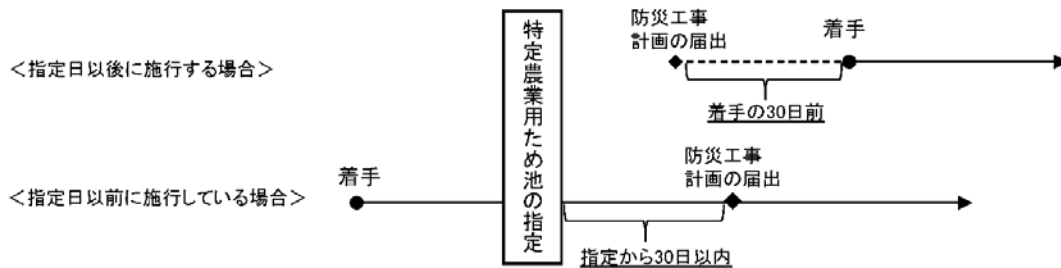 防災工事
計画の届出
着手
<指定日以後に施行する場合>
着手の30日前
特定農業用ため池の指定
防災工事
計画の届出
着手
<指定日以前に施行している場合>
指定から30日以内